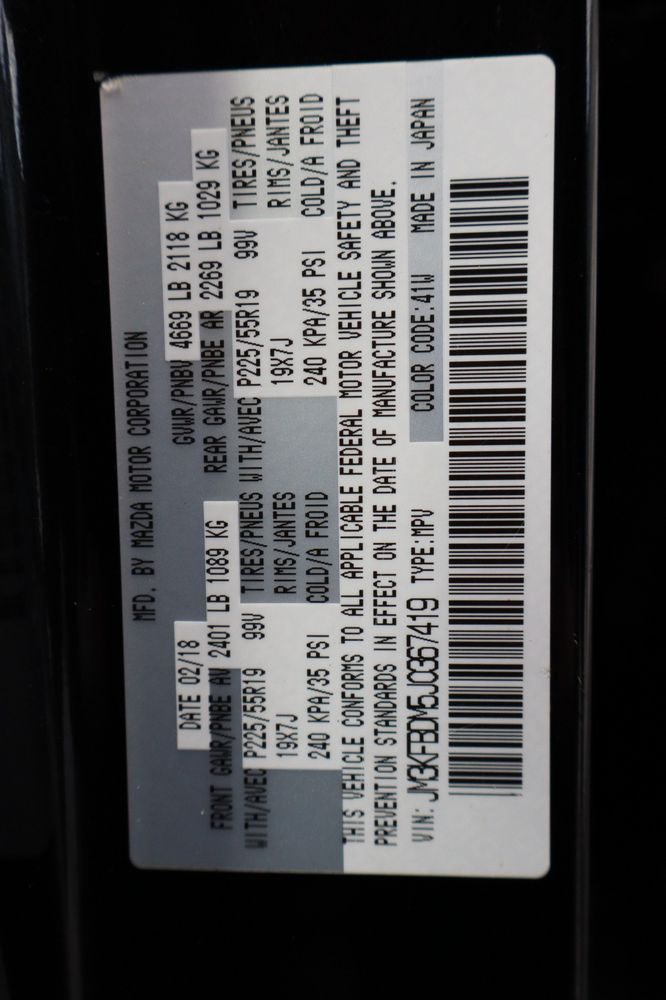 MFD. BY MAZDA MOTOR CORPORATION
DATE 02/18 GVWR/PNBV 4669 LB 2118 KG
FRONT GAWR/PNBE AV 2401 LB 1089 KG REAR GAWR/PNBE AR 2269 LB 1029 KG
WITH/AVEC P225/55R19 99V TIRES/PNEUS WITH/AVEC P225/55R19 99V TIRES/PNEUS
19X7J RIMS/JANTES 19X7J RIMS/JANTES
240 KPA/35 PSI COLD/A FROID 240 KPA/35 PSI COLD/A FROID
THIS VEHICLE CONFORMS TO ALL APPLICABLE FEDERAL MOTOR VEHICLE SAFETY AND THEFT
PREVENTION STANDARDS IN EFFECT ON THE DATE OF MANUFACTURE SHOWN ABOVE.
VIN: JM3KFBDM5J0367419 TYPE:MPV COLOR CODE:41W MADE IN JAPAN